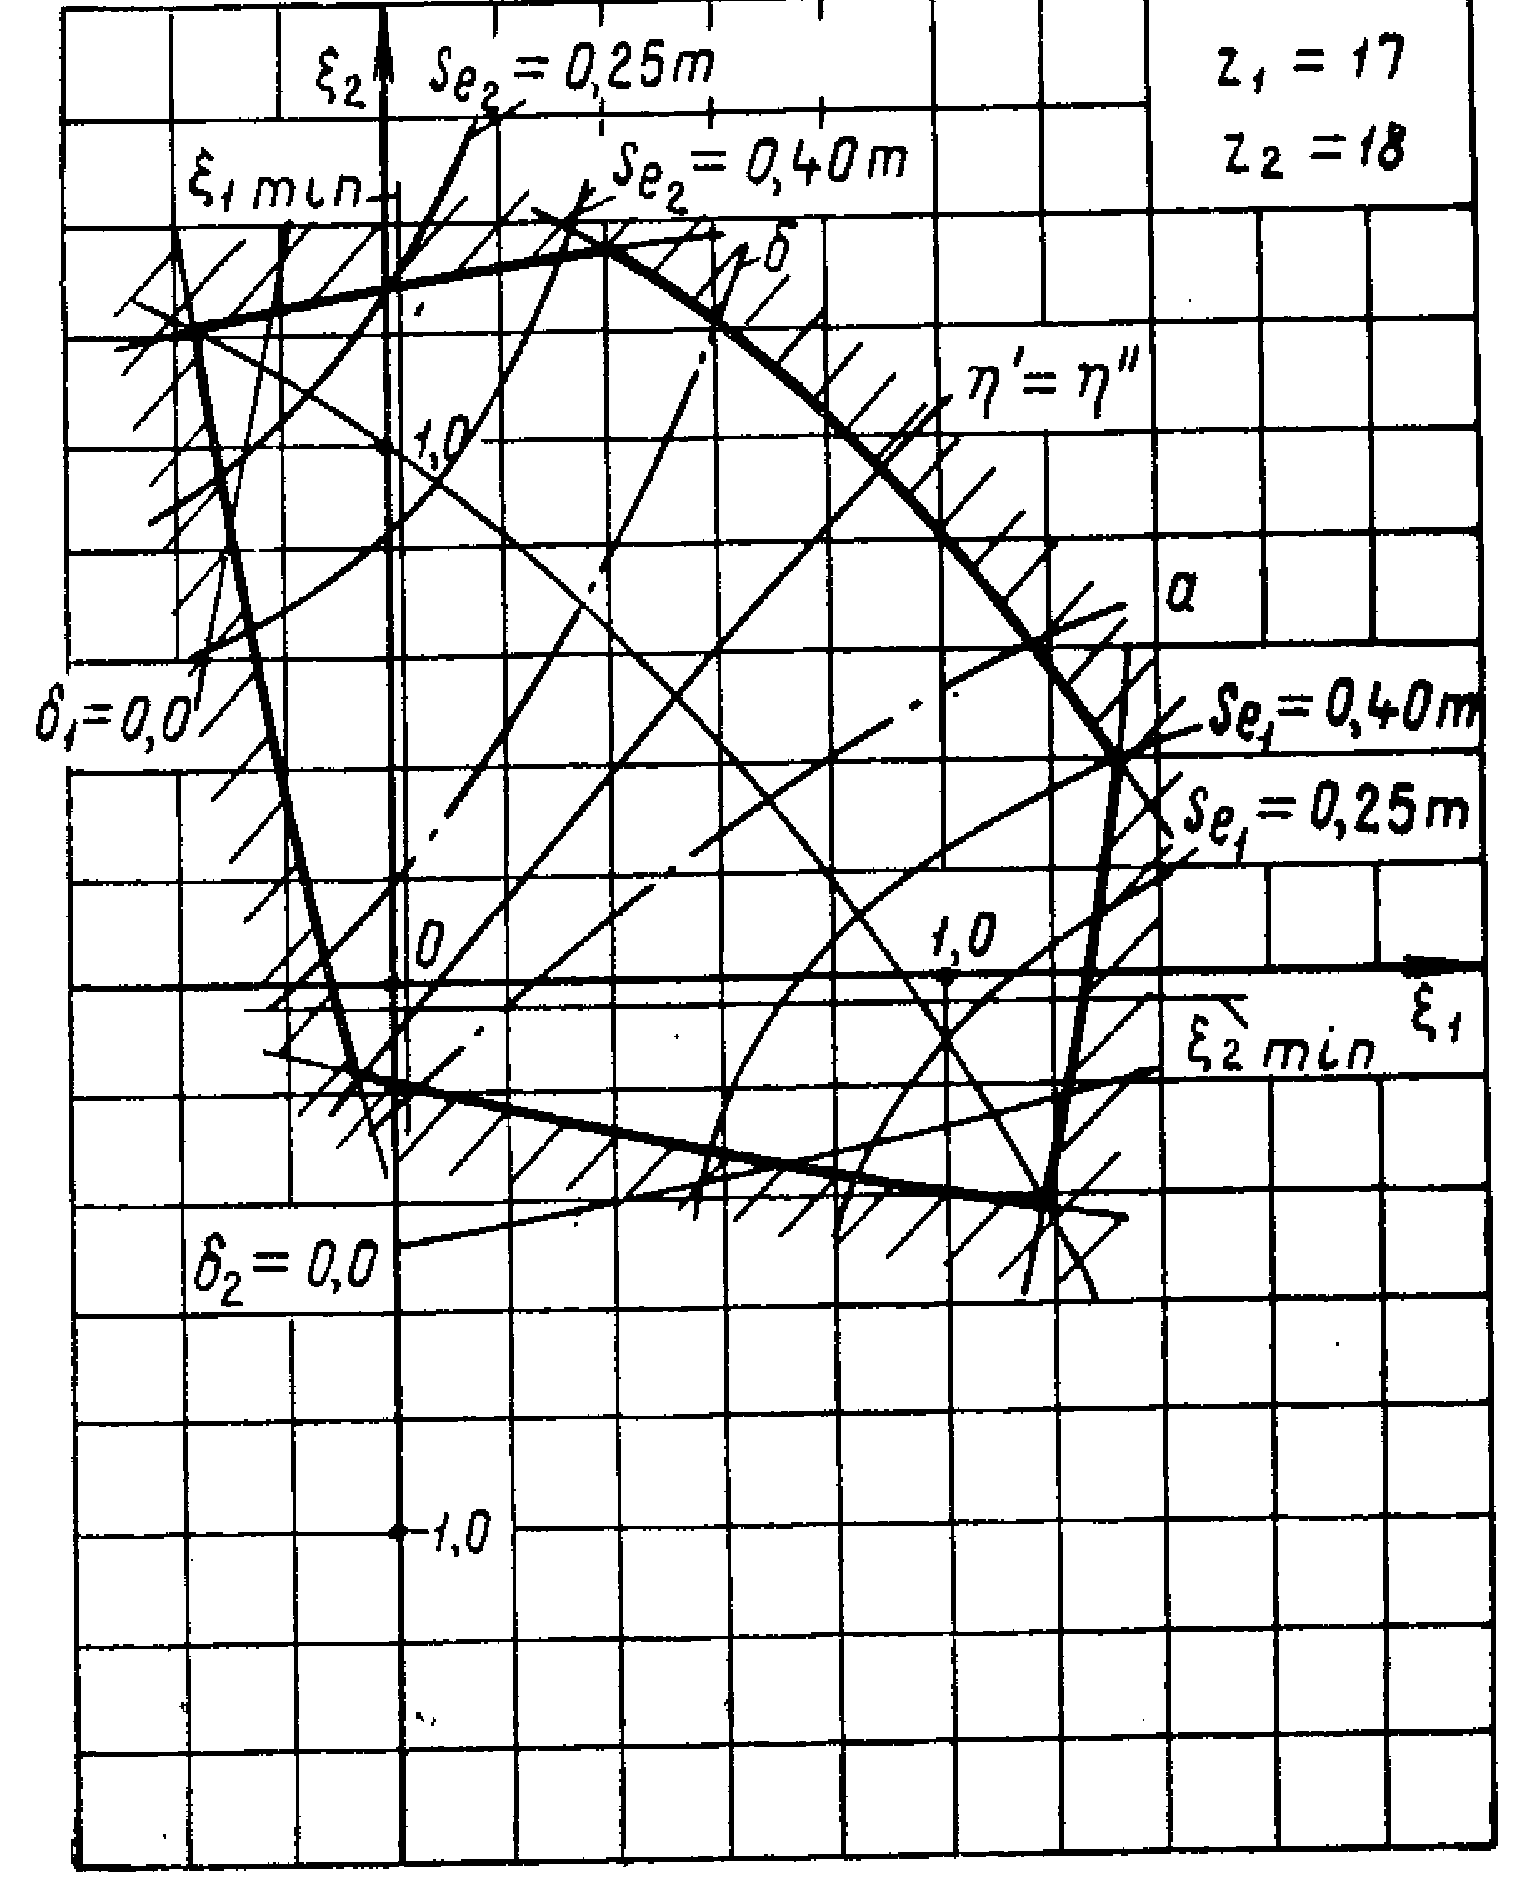 ξ₂
Sₑ₂ = 0,25m
z₁ = 17
z₂ = 18
ξ₁ min
Sₑ₂ = 0,40m
б
η' = η"
1,0
а
δ₁ = 0,0
Sₑ₁ = 0,40m
Sₑ₁ = 0,25m
0
1,0
ξ₁
ξ₂ min
δ₂ = 0,0
1,0